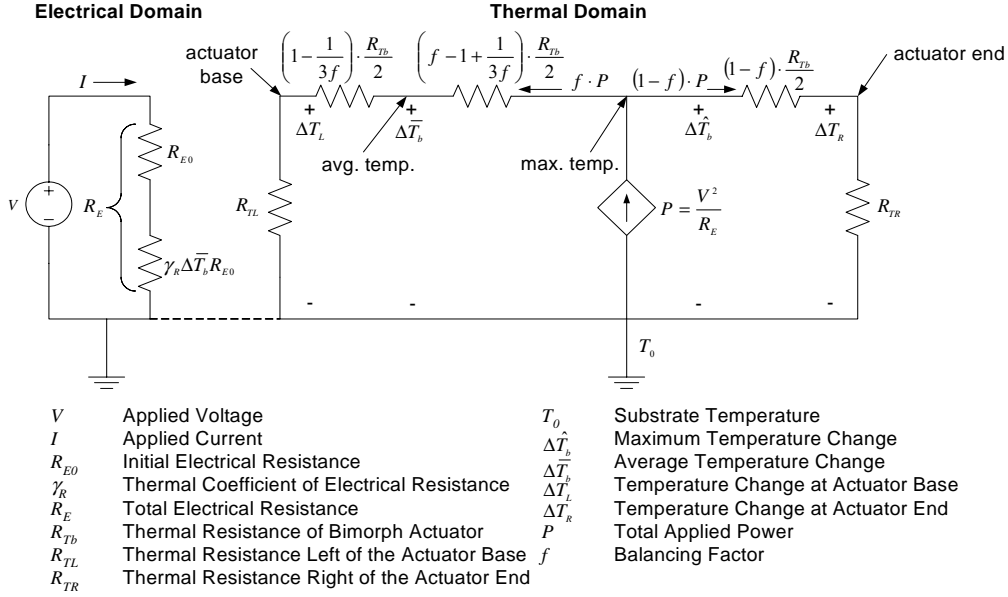 Electrical Domain
Thermal Domain
actuator base
(1 − 1/3f) · R_Tb/2
(f − 1 + 1/3f) · R_Tb/2
f · P
(1 − f) · P
(1 − f) · R_Tb/2
actuator end
I
+
ΔT_L
+
ΔT̅_b
+
ΔT̂_b
+
ΔT_R
avg. temp.
max. temp.
R_E0
V
+
−
R_E
R_TL
P = V²/R_E
R_TR
γ_R ΔT̅_b R_E0
-
-
-
-
T_0
V Applied Voltage
I Applied Current
R_E0 Initial Electrical Resistance
γ_R Thermal Coefficient of Electrical Resistance
R_E Total Electrical Resistance
R_Tb Thermal Resistance of Bimorph Actuator
R_TL Thermal Resistance Left of the Actuator Base
R_TR Thermal Resistance Right of the Actuator End
T_0 Substrate Temperature
ΔT̂_b Maximum Temperature Change
ΔT̅_b Average Temperature Change
ΔT_L Temperature Change at Actuator Base
ΔT_R Temperature Change at Actuator End
P Total Applied Power
f Balancing Factor